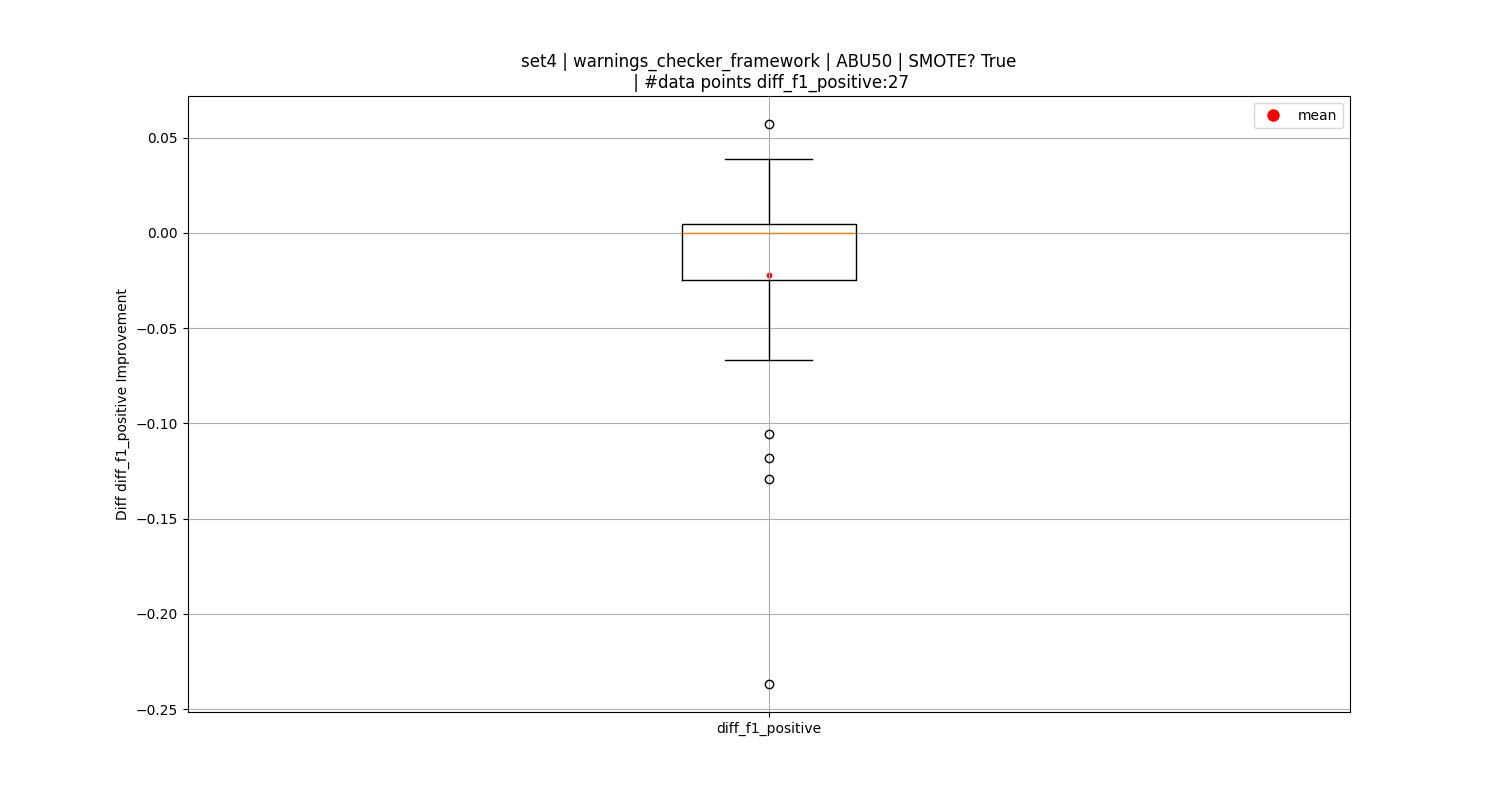 set4 | warnings_checker_framework | ABU50 | SMOTE? True
| #data points diff_f1_positive:27
mean
0.05
0.00
−0.05
−0.10
−0.15
−0.20
−0.25
Diff diff_f1_positive Improvement
diff_f1_positive